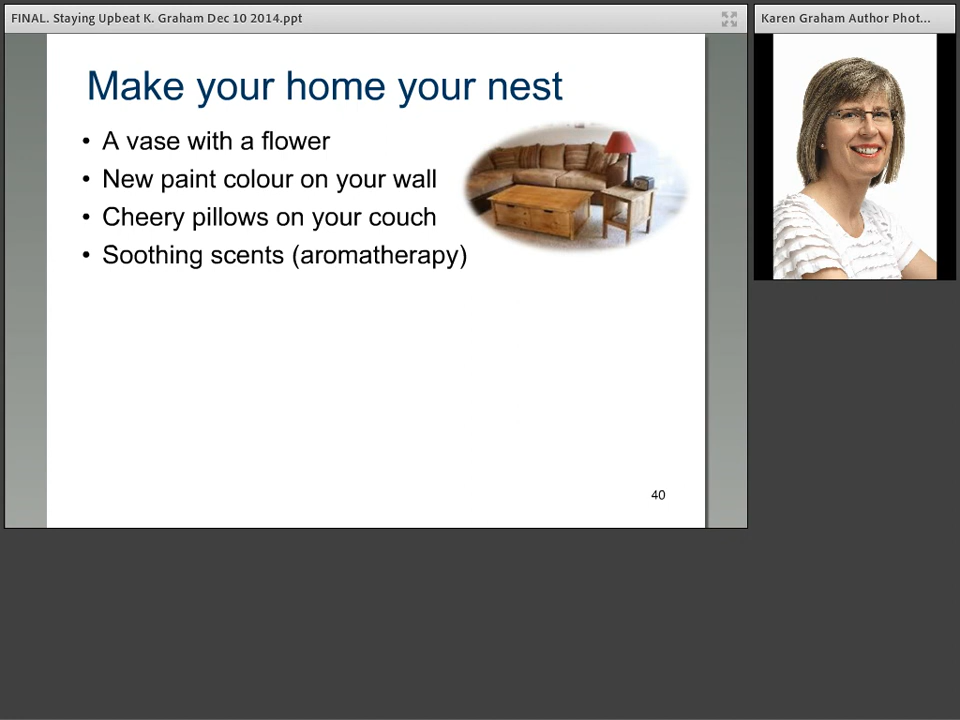 FINAL. Staying Upbeat K. Graham Dec 10 2014.ppt
Karen Graham Author Phot...
Make your home your nest
• A vase with a flower
• New paint colour on your wall
• Cheery pillows on your couch
• Soothing scents (aromatherapy)
40